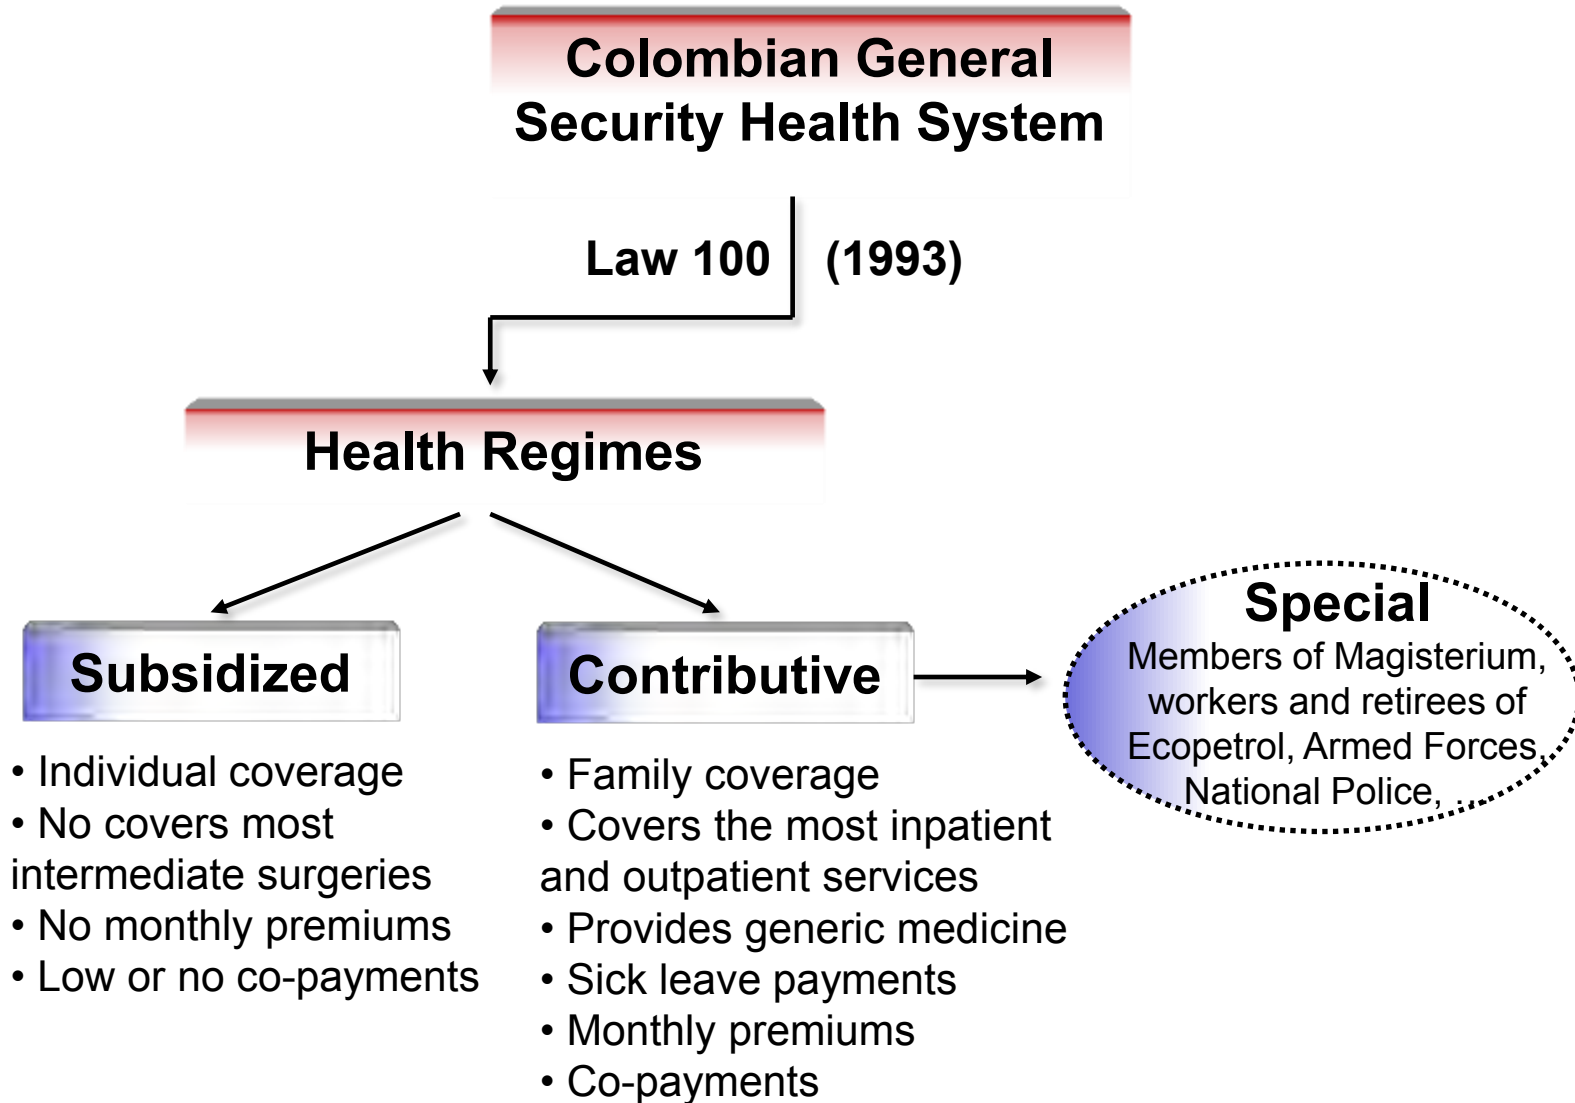 Colombian General
Security Health System
Law 100 (1993)
Health Regimes
Subsidized
• Individual coverage
• No covers most
intermediate surgeries
• No monthly premiums
• Low or no co-payments
Contributive
• Family coverage
• Covers the most inpatient
and outpatient services
• Provides generic medicine
• Sick leave payments
• Monthly premiums
• Co-payments
Special
Members of Magisterium,
workers and retirees of
Ecopetrol, Armed Forces,
National Police, ...